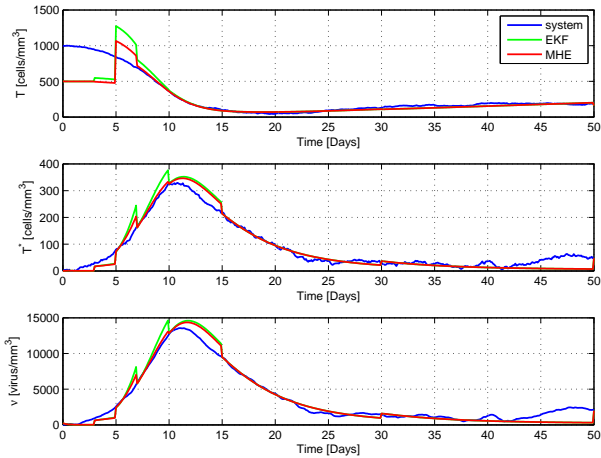 1500
1000
500
0
T [cells/mm³]
system
EKF
MHE
0 5 10 15 20 25 30 35 40 45 50
Time [Days]
400
300
200
100
0
T* [cells/mm³]
0 5 10 15 20 25 30 35 40 45 50
Time [Days]
15000
10000
5000
0
ν [virus/mm³]
0 5 10 15 20 25 30 35 40 45 50
Time [Days]